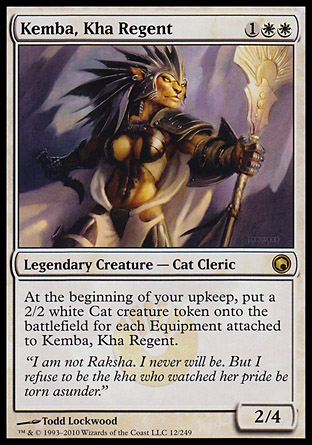 Kemba, Kha Regent 1
LOCKWOOD
Legendary Creature — Cat Cleric
At the beginning of your upkeep, put a
2/2 white Cat creature token onto the
battlefield for each Equipment attached
to Kemba, Kha Regent.
“I am not Raksha. I never will be. But I
refuse to be the kha who watched her pride be
torn asunder.”
Todd Lockwood
™ & © 1993–2010 Wizards of the Coast LLC 12/249
2/4